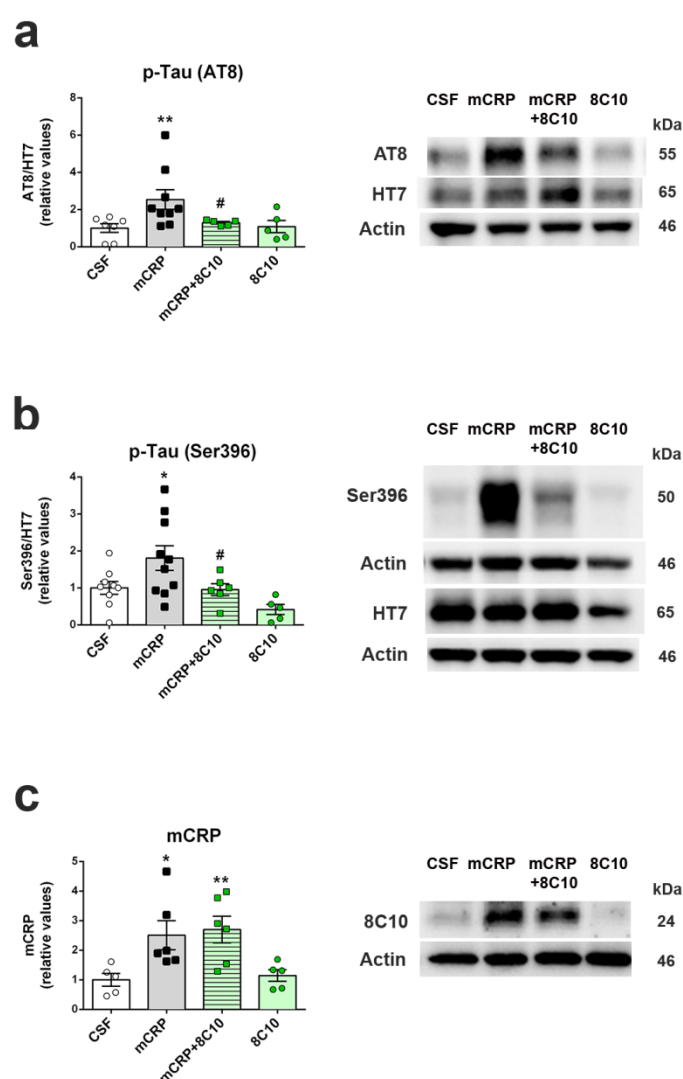 a
p-Tau (AT8)
AT8/HT7
(relative values)
8
6
4
2
0
**
#
CSF
mCRP
mCRP+8C10
8C10
CSF mCRP mCRP 8C10
+8C10
kDa
AT8 55
HT7 65
Actin 46
b
p-Tau (Ser396)
Ser396/HT7
(relative values)
4
3
2
1
0
*
#
CSF
mCRP
mCRP+8C10
8C10
CSF mCRP mCRP 8C10
+8C10
kDa
Ser396 50
Actin 46
HT7 65
Actin 46
c
mCRP
mCRP
(relative values)
5
4
3
2
1
0
*
**
CSF
mCRP
mCRP+8C10
8C10
CSF mCRP mCRP 8C10
+8C10
kDa
8C10 24
Actin 46